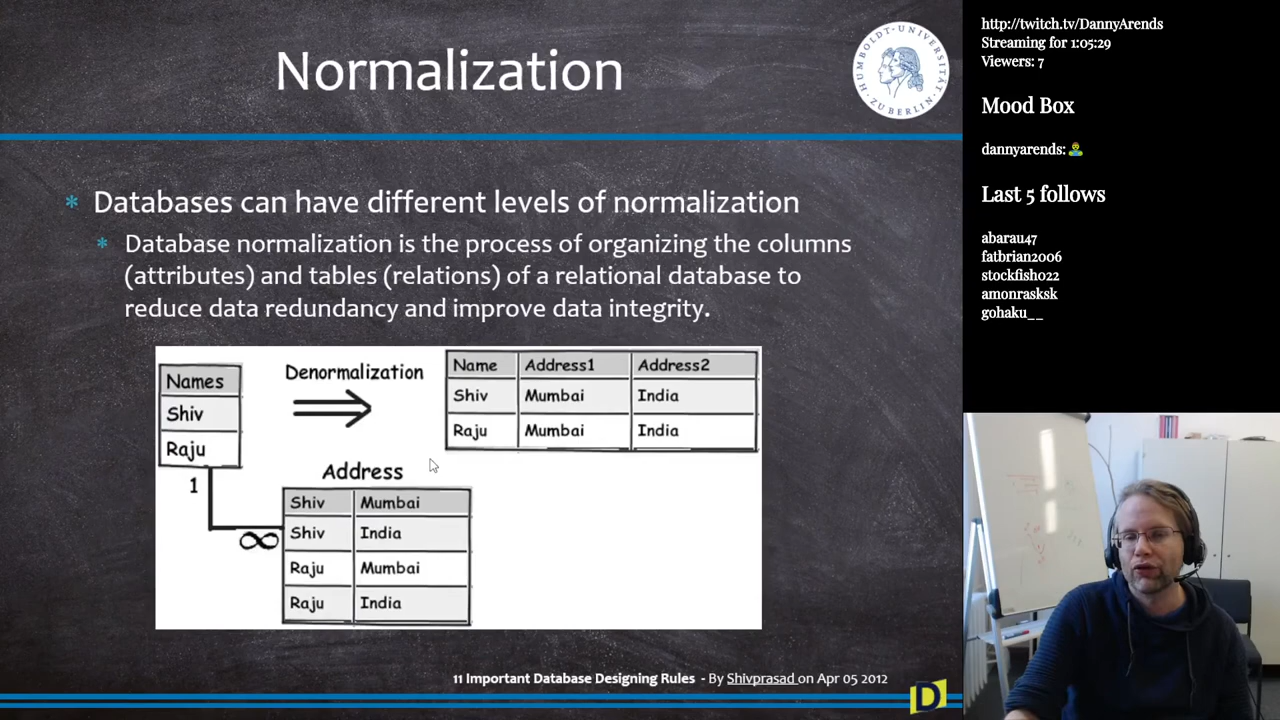 Normalization
HUMBOLDT-UNIVERSITÄT
ZU BERLIN
Databases can have different levels of normalization
Database normalization is the process of organizing the columns
(attributes) and tables (relations) of a relational database to
reduce data redundancy and improve data integrity.
Names
Shiv
Raju
1
∞
Denormalization
Name Address1 Address2
Shiv Mumbai India
Raju Mumbai India
Address
Shiv Mumbai
Shiv India
Raju Mumbai
Raju India
11 Important Database Designing Rules - By Shivprasad on Apr 05 2012
D
http://twitch.tv/DannyArends
Streaming for 1:05:29
Viewers: 7
Mood Box
dannyarends: 🧟‍♂️
Last 5 follows
abarau47
fatbrian2006
stockfish022
amonrasksk
gohaku__